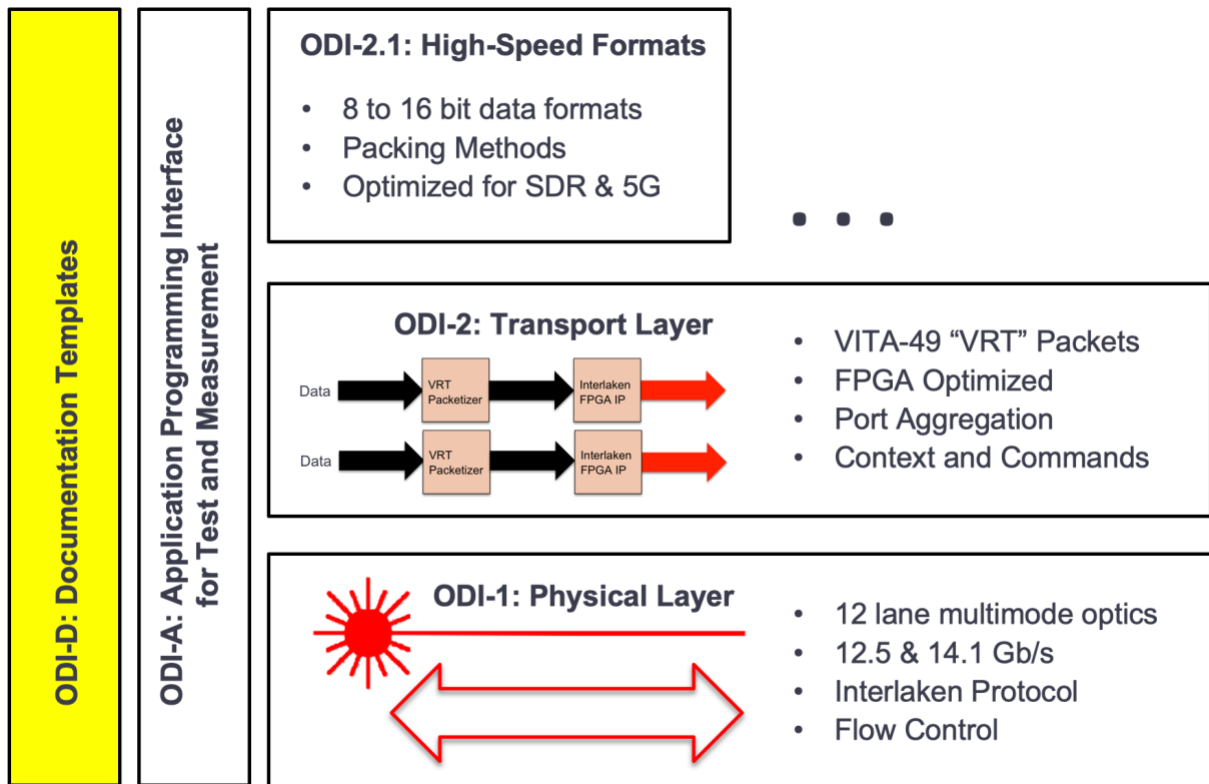 ODI-D: Documentation Templates
ODI-A: Application Programming Interface
for Test and Measurement
ODI-2.1: High-Speed Formats
• 8 to 16 bit data formats
• Packing Methods
• Optimized for SDR & 5G
. . .
ODI-2: Transport Layer
Data
VRT
Packetizer
Interlaken
FPGA IP
Data
VRT
Packetizer
Interlaken
FPGA IP
• VITA-49 “VRT” Packets
• FPGA Optimized
• Port Aggregation
• Context and Commands
ODI-1: Physical Layer
• 12 lane multimode optics
• 12.5 & 14.1 Gb/s
• Interlaken Protocol
• Flow Control